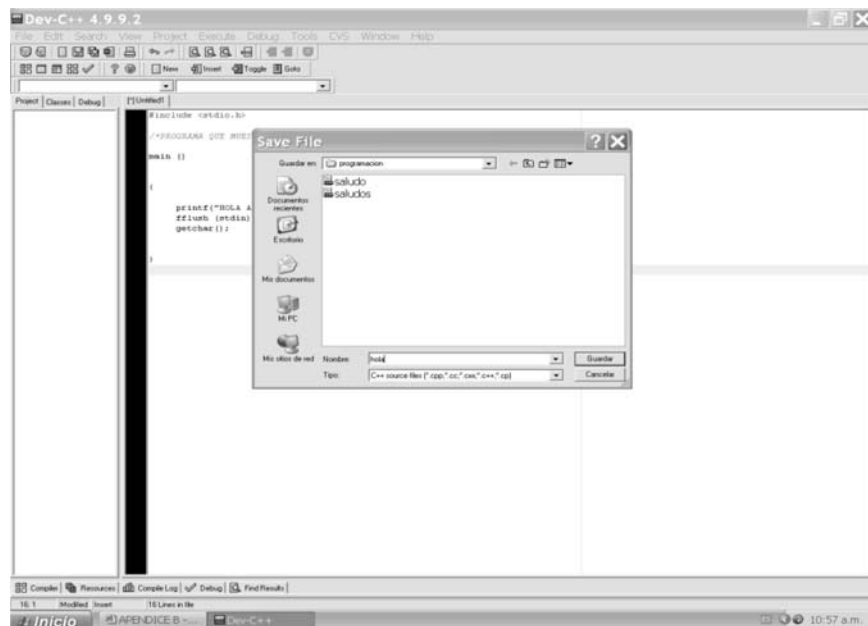 Dev-C++ 4.9.9.2
File Edit Search View Project Execute Debug Tools CVS Window Help
New Insert Toggle Goto
Project Classes Debug [*] Untitled1
#include <stdio.h>
/*PROGRAMA QUE
main ()
{
printf("HOLA A
fflush (stdin)
getchar();
}
Save File
Guardar en: programacion
saludo
saludos
Documentos recientes
Escritorio
Mis documentos
Mi PC
Mis sitios de red
Nombre: hola
Guardar
Tipo: C++ source files (*.cpp;*.cc;*.cxx;*.c++;*.cp)
Cancelar
Compiler Resources Compile Log Debug Find Results
16: 1 Modified Insert 16 Lines in file
Inicio APENDICE B -... Dev-C++ 10:57 a.m.